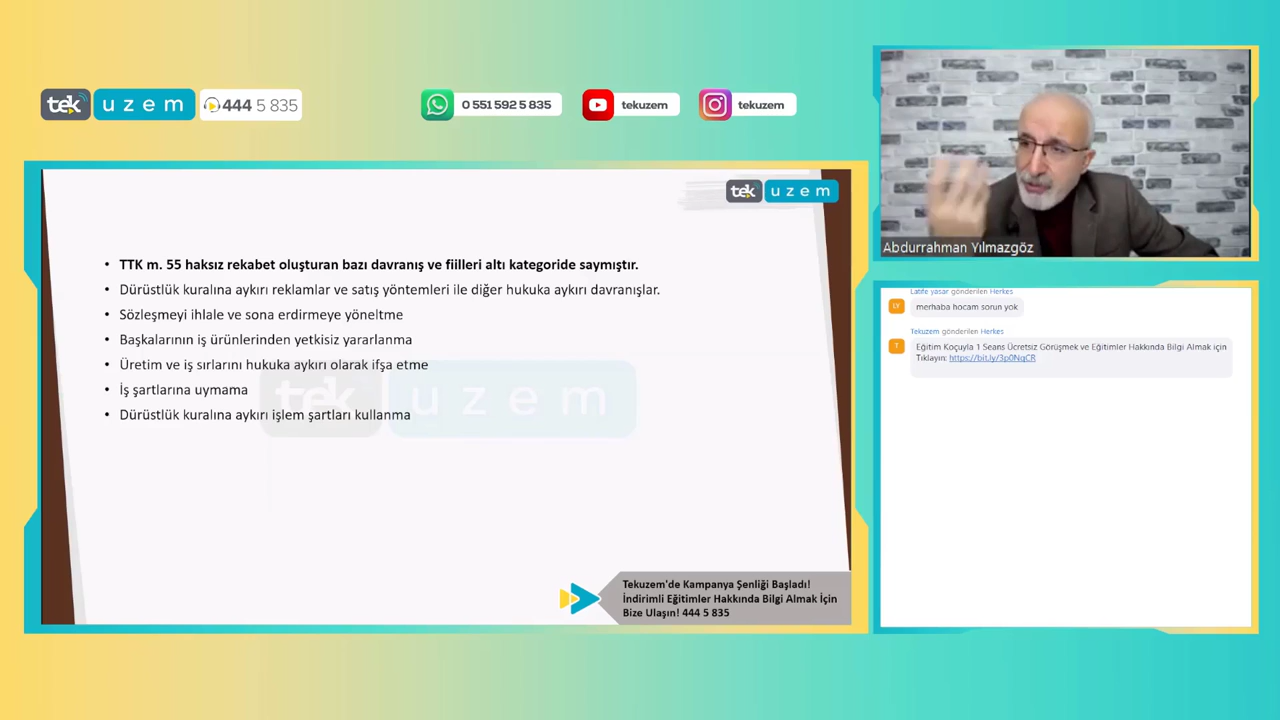 tek uzem 444 5 835
0 551 592 5 835
tekuzem
tekuzem
tek uzem
• TTK m. 55 haksız rekabet oluşturan bazı davranış ve fiilleri altı kategoride saymıştır.
• Dürüstlük kuralına aykırı reklamlar ve satış yöntemleri ile diğer hukuka aykırı davranışlar.
• Sözleşmeyi ihlale ve sona erdirmeye yöneltme
• Başkalarının iş ürünlerinden yetkisiz yararlanma
• Üretim ve iş sırlarını hukuka aykırı olarak ifşa etme
• İş şartlarına uymama
• Dürüstlük kuralına aykırı işlem şartları kullanma
tek uzem
Tekuzem'de Kampanya Şenliği Başladı!
İndirimli Eğitimler Hakkında Bilgi Almak İçin
Bize Ulaşın! 444 5 835
Abdurrahman Yılmazgöz
Latife yasar gönderilen Herkes
LY merhaba hocam sorun yok
Tekuzem gönderilen Herkes
T Eğitim Koçuyla 1 Seans Ücretsiz Görüşmek ve Eğitimler Hakkında Bilgi Almak için
Tıklayın: https://bit.ly/3p0NqCR